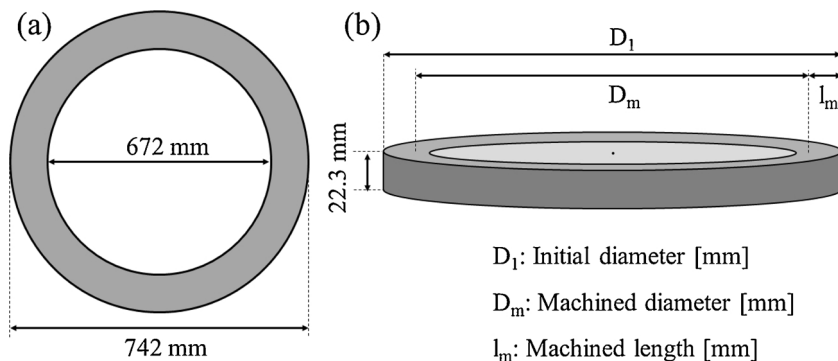 (a)
672 mm
742 mm
(b)
D₁
Dₘ
lₘ
22.3 mm
D₁: Initial diameter [mm]
Dₘ: Machined diameter [mm]
lₘ: Machined length [mm]